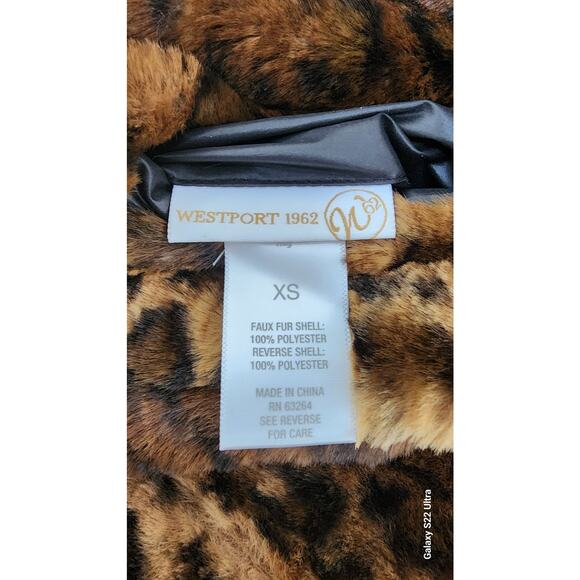 WESTPORT 1962
62
XS
FAUX FUR SHELL:
100% POLYESTER
REVERSE SHELL:
100% POLYESTER
MADE IN CHINA
RN 63264
SEE REVERSE
FOR CARE
Galaxy S22 Ultra